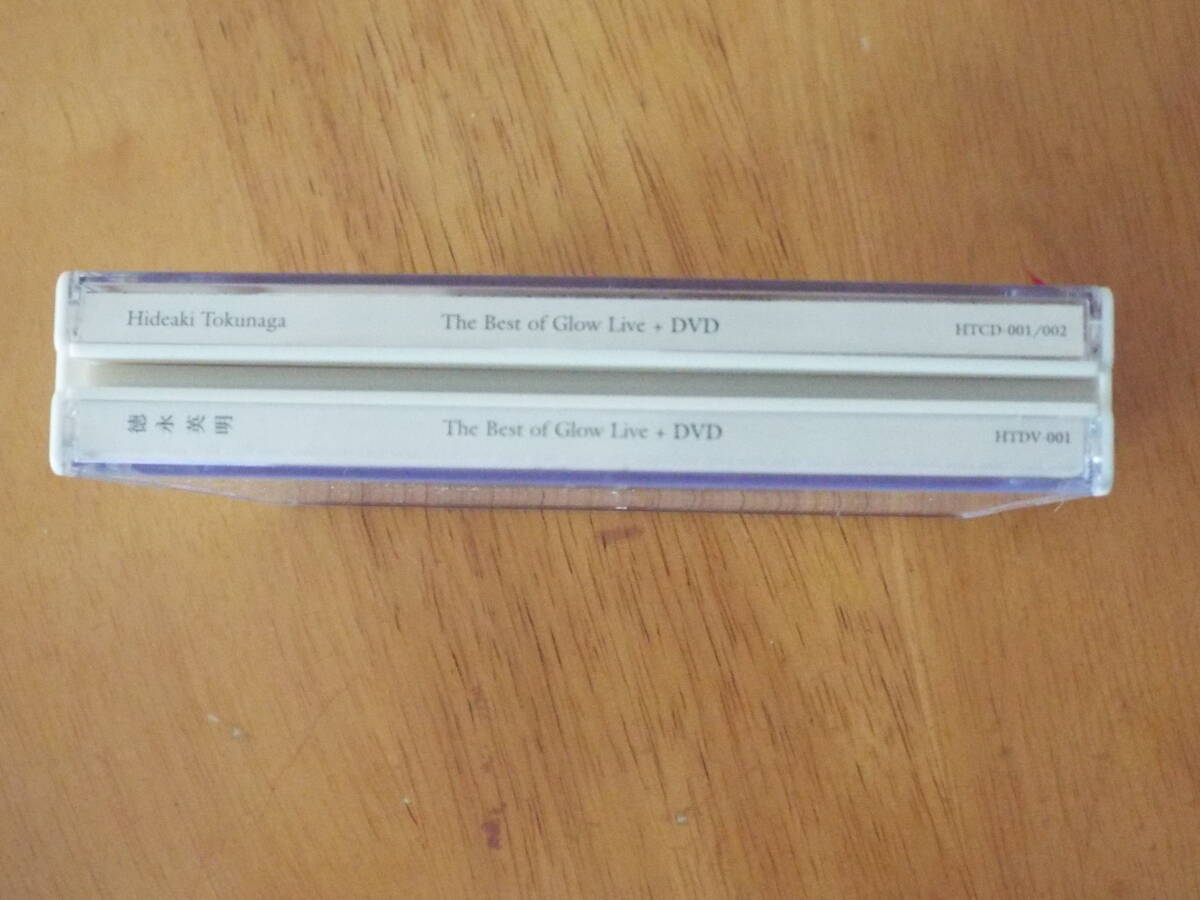 Hideaki Tokunaga The Best of Glow Live + DVD HTCD-001/002
徳永英明 The Best of Glow Live + DVD HTDV-001